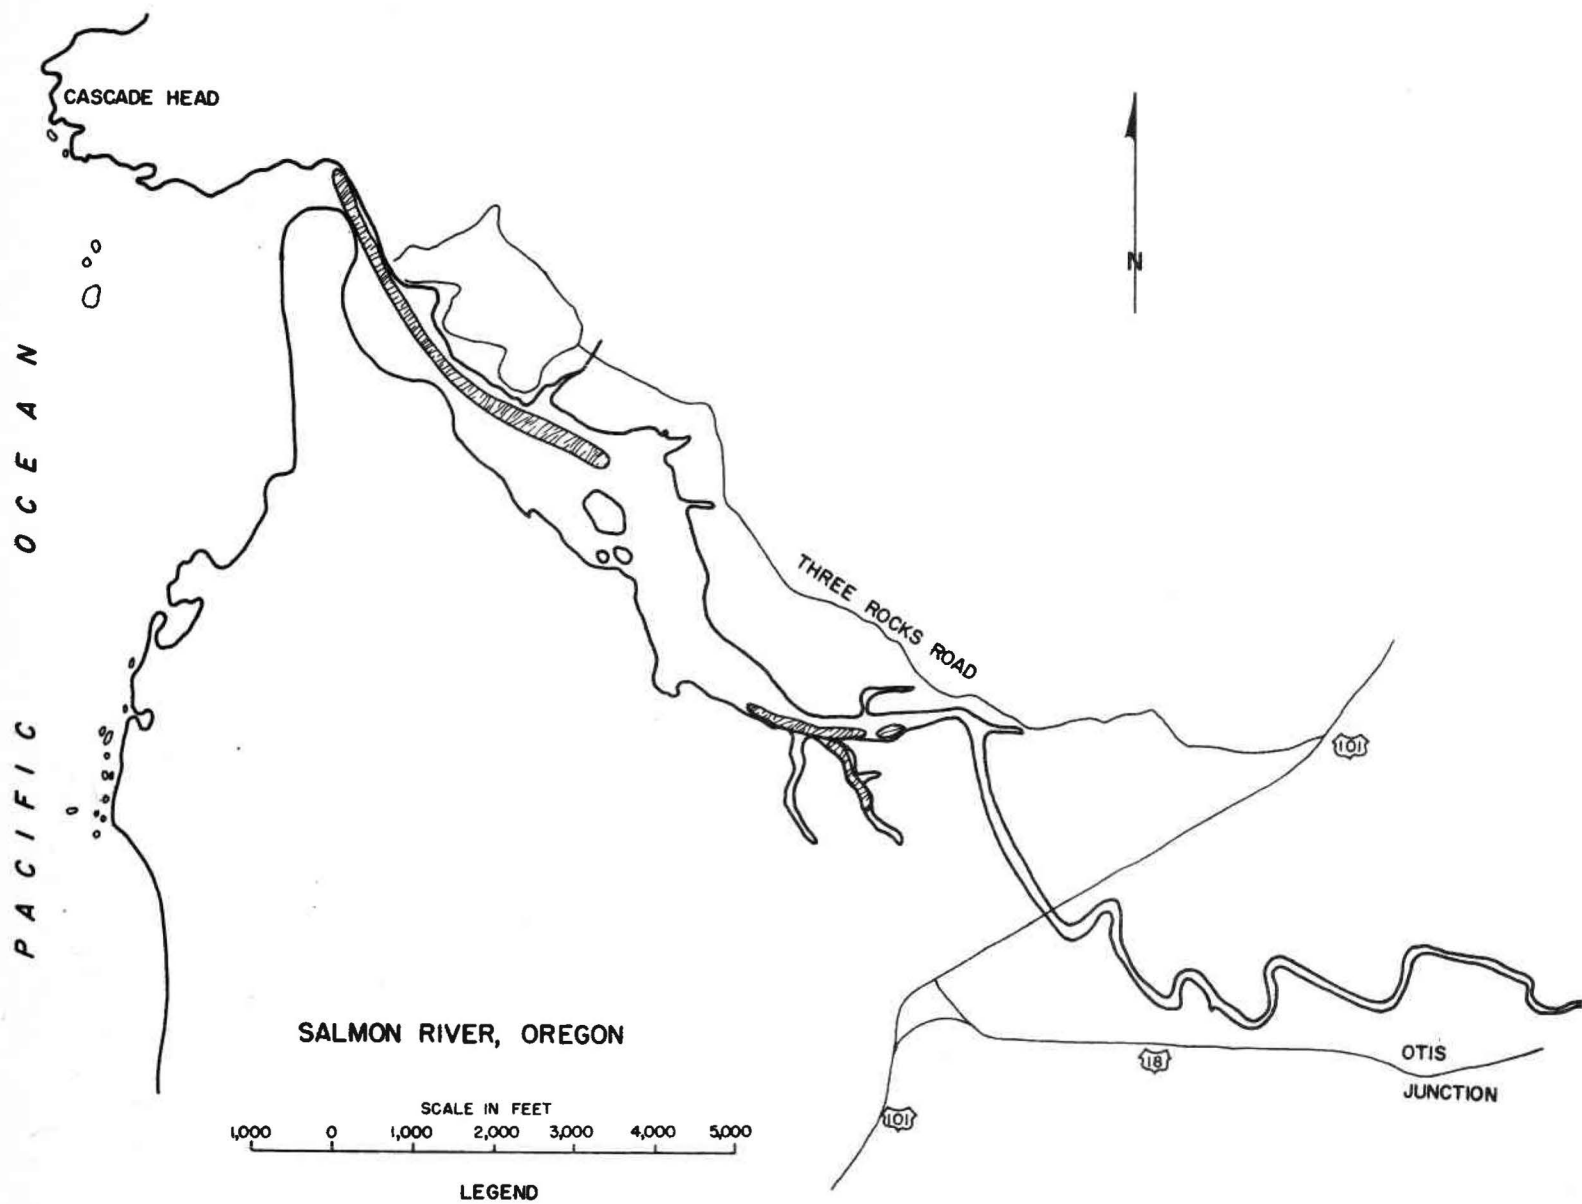 CASCADE HEAD
N
PACIFIC OCEAN
THREE ROCKS ROAD
101
SALMON RIVER, OREGON
18
OTIS
JUNCTION
101
SCALE IN FEET
1,000 0 1,000 2,000 3,000 4,000 5,000
LEGEND